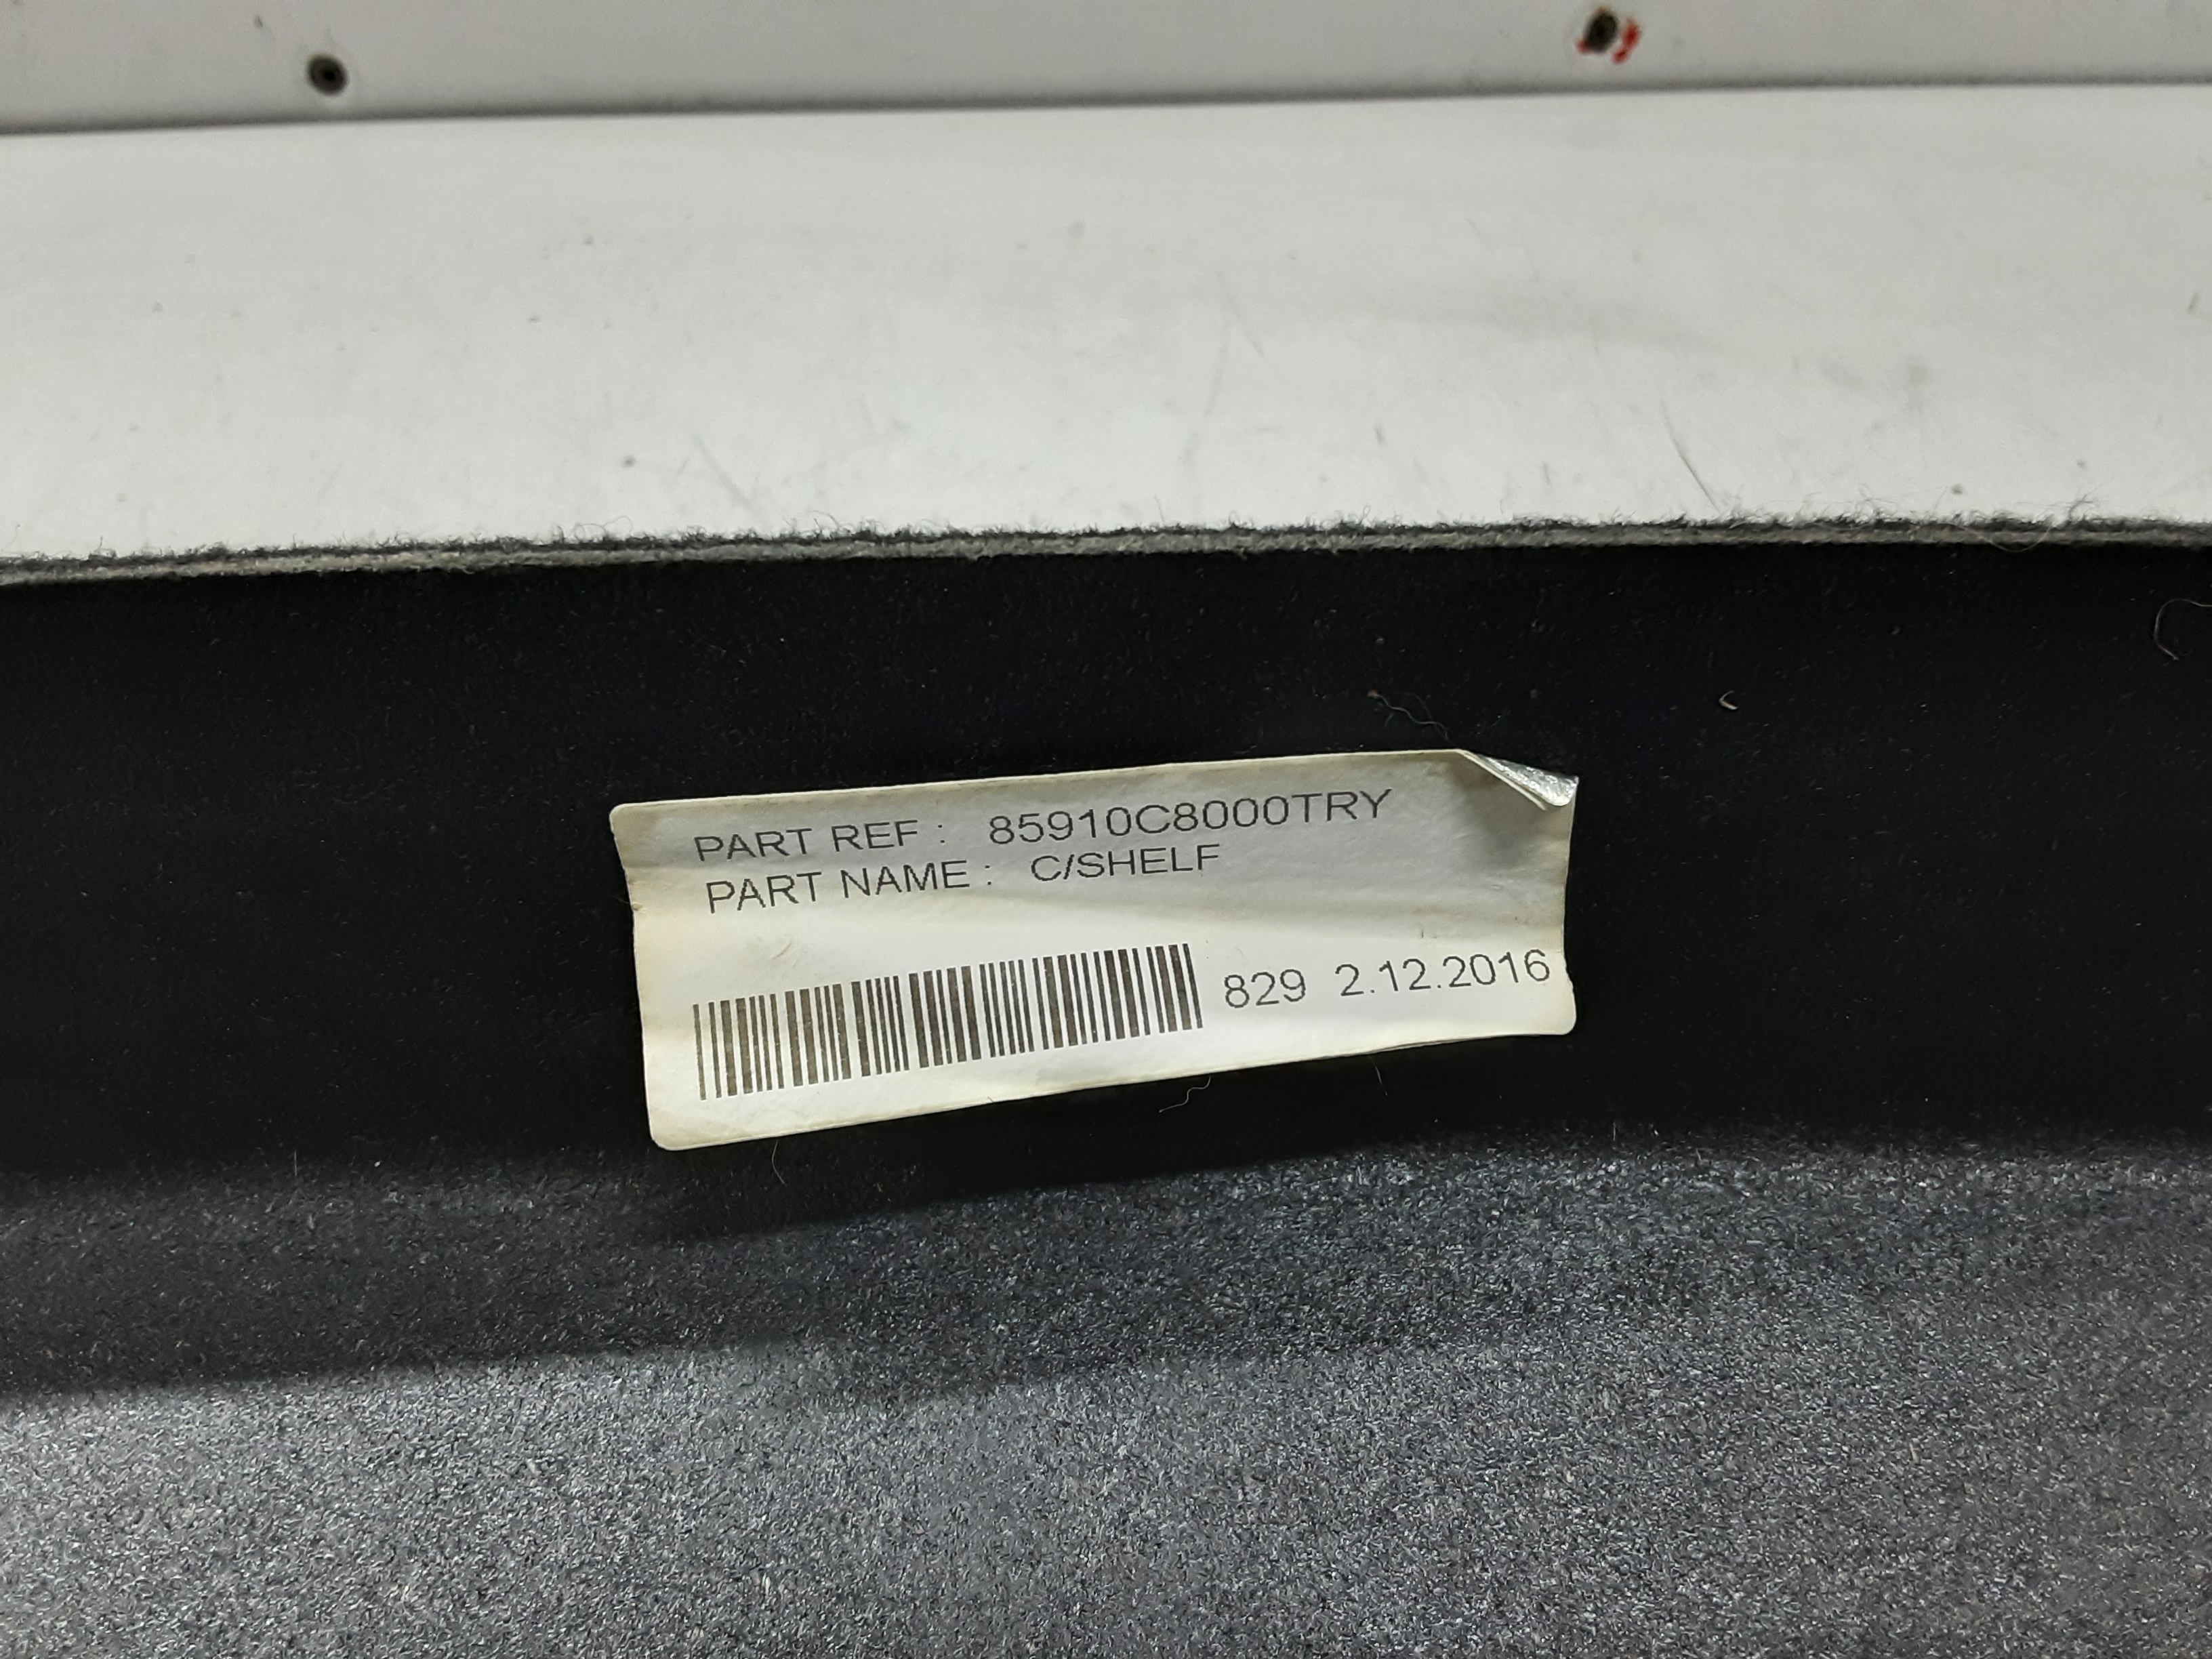 PART REF : 85910C8000TRY
PART NAME : C/SHELF
829 2.12.2016